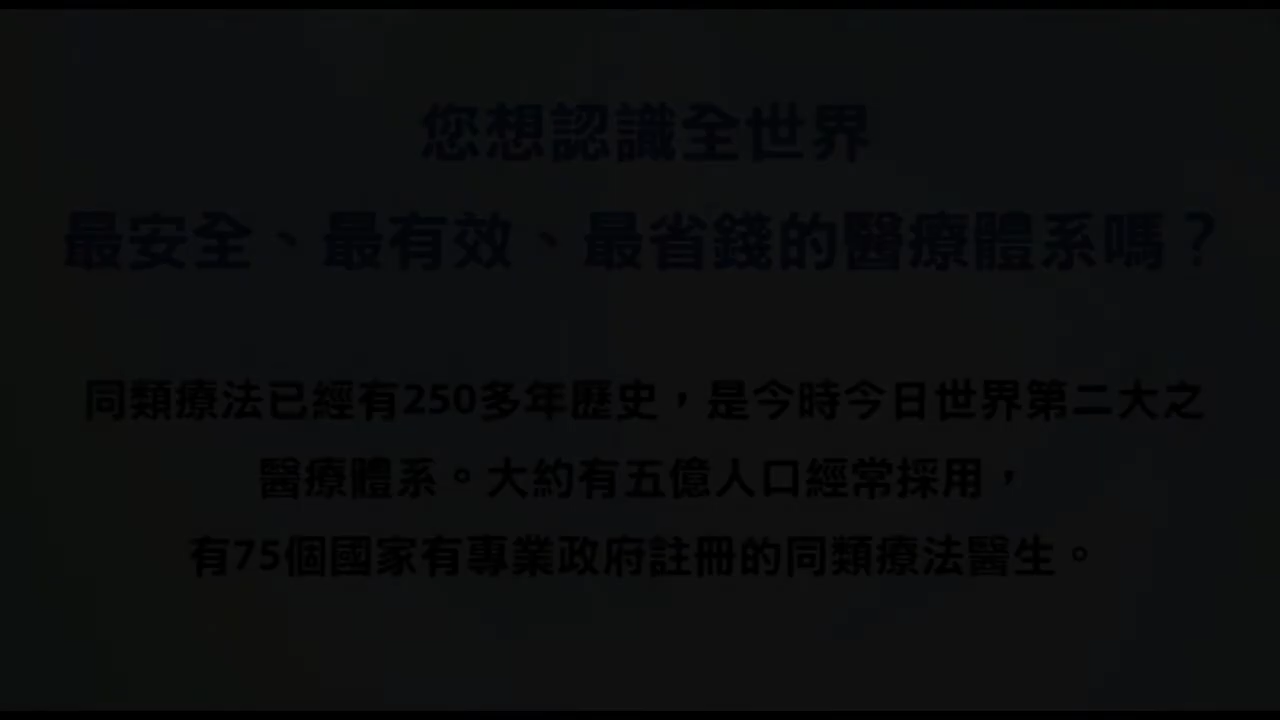 您想認識全世界
最安全、最有效、最省錢的醫療體系嗎？
同類療法已經有250多年歷史，是今時今日世界第二大之
醫療體系。大約有五億人口經常採用，
有75個國家有專業政府註冊的同類療法醫生。